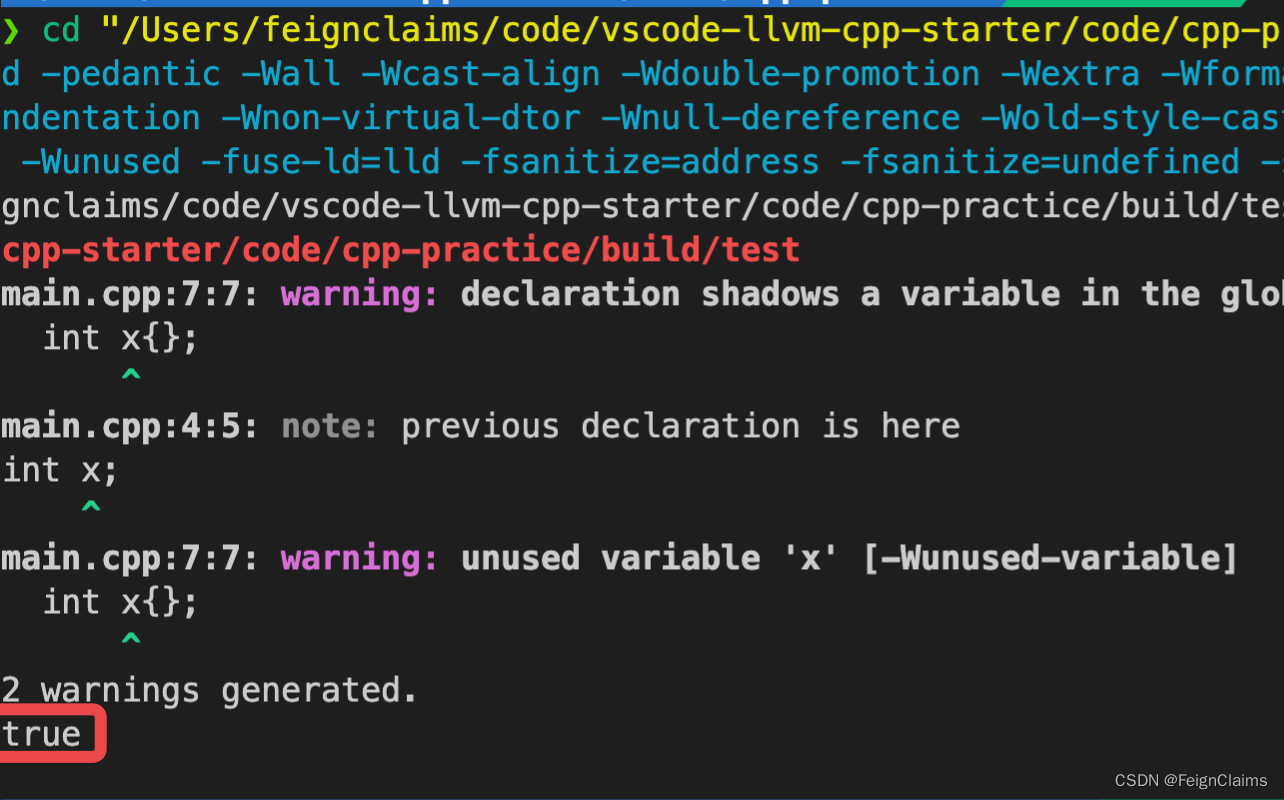 ❯ cd "/Users/feignclaims/code/vscode-llvm-cpp-starter/code/cpp-p
d -pedantic -Wall -Wcast-align -Wdouble-promotion -Wextra -Wform
ndentation -Wnon-virtual-dtor -Wnull-dereference -Wold-style-cas
-Wunused -fuse-ld=lld -fsanitize=address -fsanitize=undefined -
gnclaims/code/vscode-llvm-cpp-starter/code/cpp-practice/build/te
cpp-starter/code/cpp-practice/build/test
main.cpp:7:7: warning: declaration shadows a variable in the glo
int x{};
^
main.cpp:4:5: note: previous declaration is here
int x;
^
main.cpp:7:7: warning: unused variable 'x' [-Wunused-variable]
int x{};
^
2 warnings generated.
true
CSDN @FeignClaims